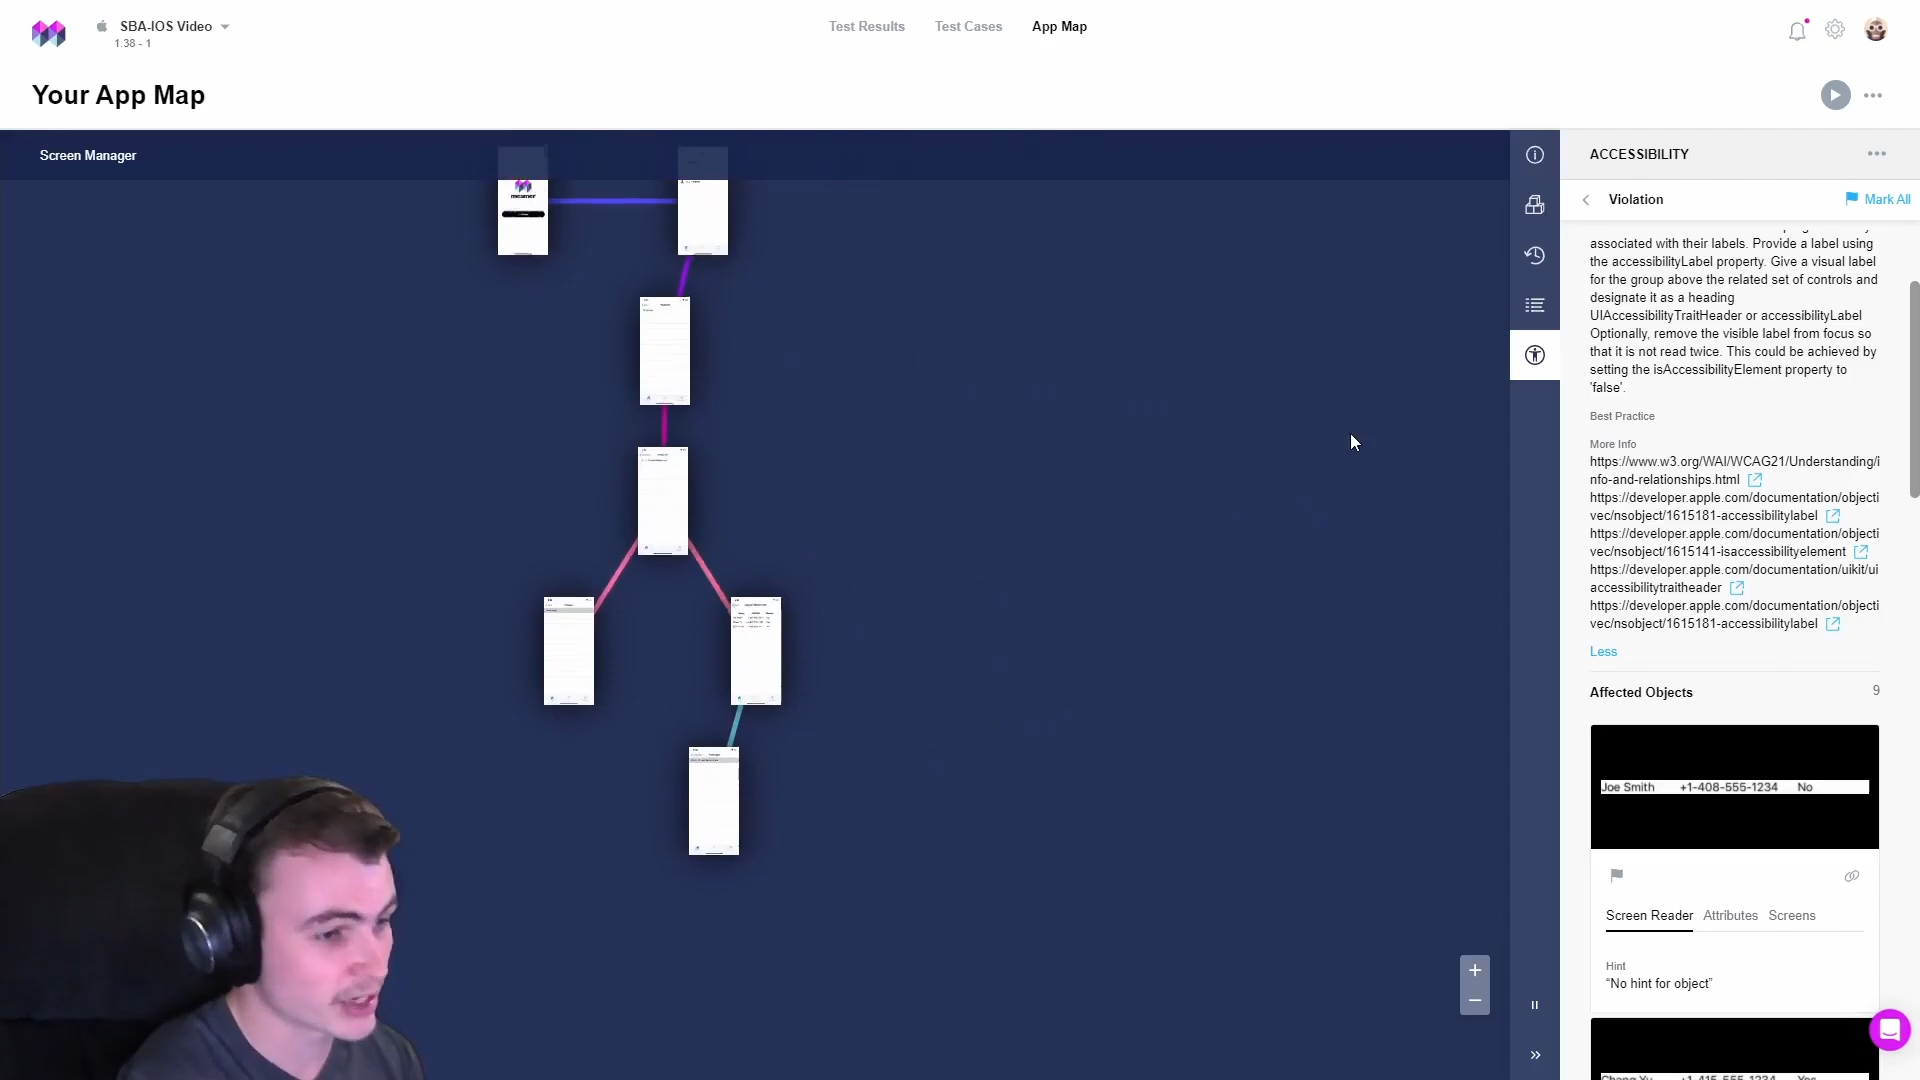 SBA-IOS Video
1.38 - 1
Test Results
Test Cases
App Map
Your App Map
Screen Manager
ACCESSIBILITY
Violation
Mark All
associated with their labels. Provide a label using
the accessibilityLabel property. Give a visual label
for the group above the related set of controls and
designate it as a heading
UIAccessibilityTraitHeader or accessibilityLabel
Optionally, remove the visible label from focus so
that it is not read twice. This could be achieved by
setting the isAccessibilityElement property to
'false'.
Best Practice
More Info
https://www.w3.org/WAI/WCAG21/Understanding/i
nfo-and-relationships.html
https://developer.apple.com/documentation/objecti
vec/nsobject/1615181-accessibilitylabel
https://developer.apple.com/documentation/objecti
vec/nsobject/1615141-isaccessibilityelement
https://developer.apple.com/documentation/uikit/ui
accessibilitytraitheader
https://developer.apple.com/documentation/objecti
vec/nsobject/1615181-accessibilitylabel
Less
Affected Objects
9
Joe Smith +1-408-555-1234 No
Screen Reader
Attributes
Screens
Hint
“No hint for object”
Chang Yu +1-415-555-1234 Yes